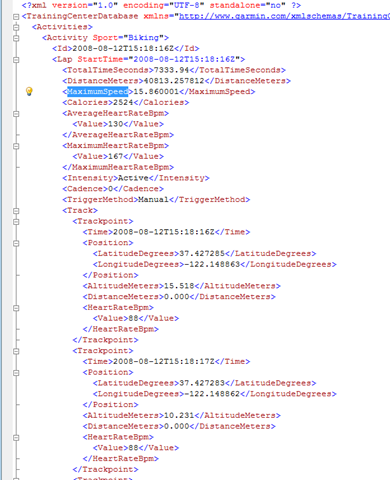 <?xml version="1.0" encoding="UTF-8" standalone="no" ?>
<TrainingCenterDatabase xmlns="http://www.garmin.com/xmlschemas/Training
<Activities>
<Activity Sport="Biking">
<Id>2008-08-12T15:18:16Z</Id>
<Lap StartTime="2008-08-12T15:18:16Z">
<TotalTimeSeconds>7333.94</TotalTimeSeconds>
<DistanceMeters>40813.257812</DistanceMeters>
<MaximumSpeed>15.860001</MaximumSpeed>
<Calories>2524</Calories>
<AverageHeartRateBpm>
<Value>130</Value>
</AverageHeartRateBpm>
<MaximumHeartRateBpm>
<Value>167</Value>
</MaximumHeartRateBpm>
<Intensity>Active</Intensity>
<Cadence>0</Cadence>
<TriggerMethod>Manual</TriggerMethod>
<Track>
<Trackpoint>
<Time>2008-08-12T15:18:16Z</Time>
<Position>
<LatitudeDegrees>37.427285</LatitudeDegrees>
<LongitudeDegrees>-122.148863</LongitudeDegrees>
</Position>
<AltitudeMeters>15.518</AltitudeMeters>
<DistanceMeters>0.000</DistanceMeters>
<HeartRateBpm>
<Value>88</Value>
</HeartRateBpm>
</Trackpoint>
<Trackpoint>
<Time>2008-08-12T15:18:17Z</Time>
<Position>
<LatitudeDegrees>37.427283</LatitudeDegrees>
<LongitudeDegrees>-122.148862</LongitudeDegrees>
</Position>
<AltitudeMeters>10.231</AltitudeMeters>
<DistanceMeters>0.000</DistanceMeters>
<HeartRateBpm>
<Value>88</Value>
</HeartRateBpm>
</Trackpoint>